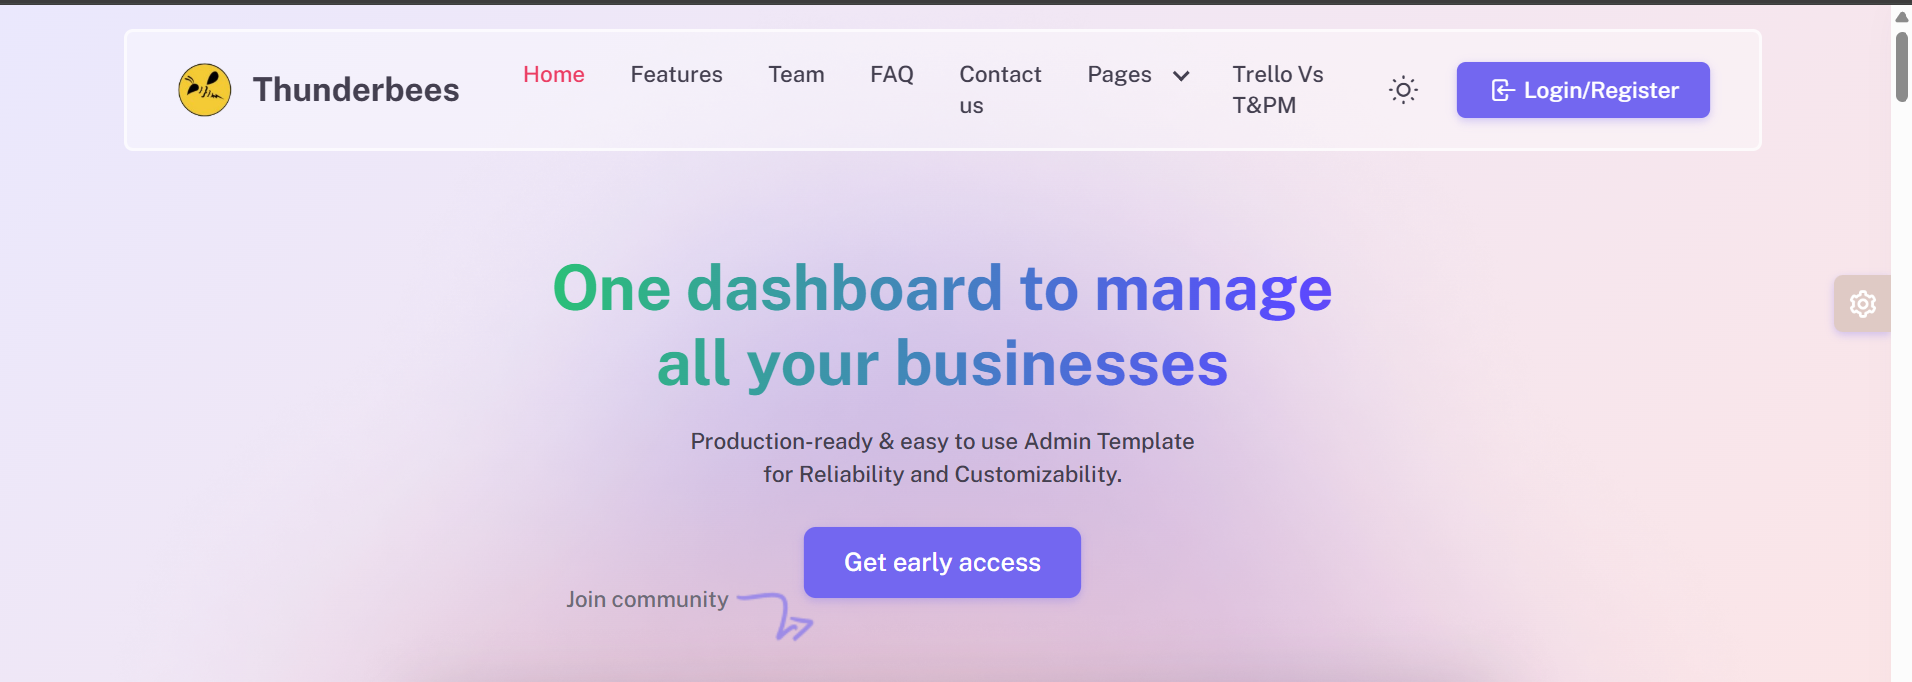 Thunderbees
Home
Features
Team
FAQ
Contact
us
Pages
Trello Vs
T&PM
Login/Register
One dashboard to manage
all your businesses
Production-ready & easy to use Admin Template
for Reliability and Customizability.
Get early access
Join community